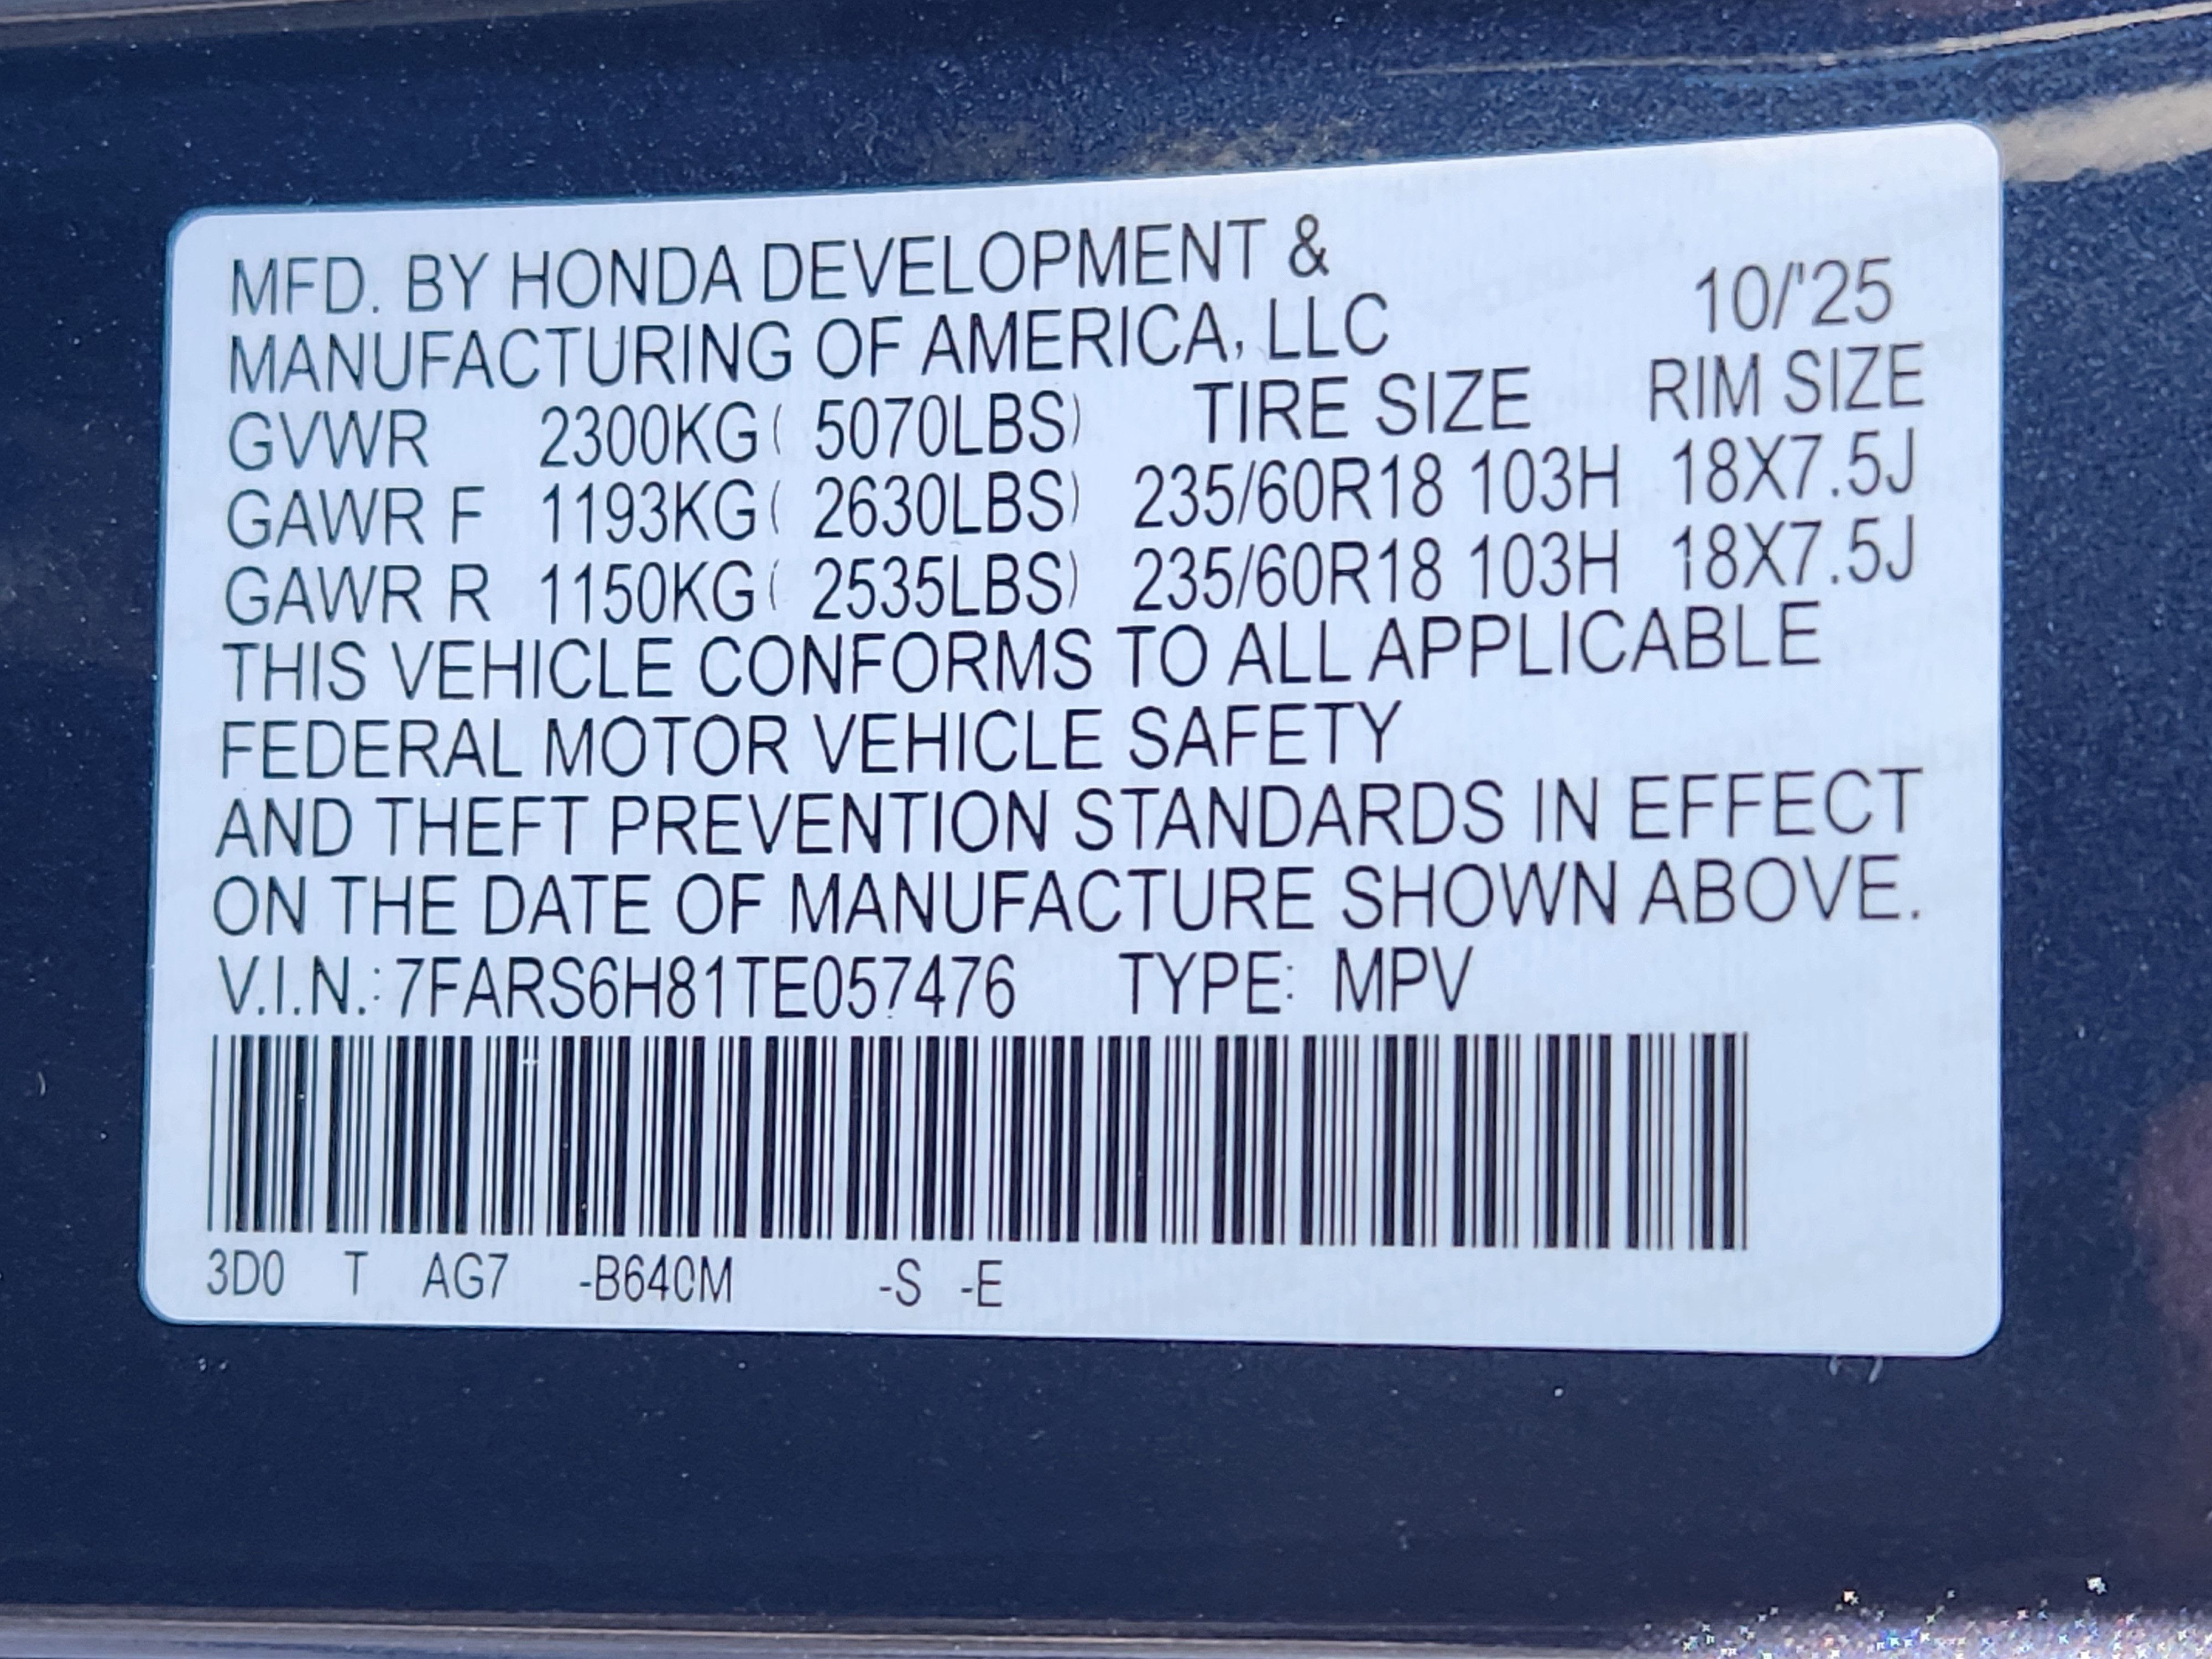 MFD. BY HONDA DEVELOPMENT &
MANUFACTURING OF AMERICA, LLC 10/'25
GVWR 2300KG( 5070LBS) TIRE SIZE RIM SIZE
GAWR F 1193KG( 2630LBS) 235/60R18 103H 18X7.5J
GAWR R 1150KG( 2535LBS) 235/60R18 103H 18X7.5J
THIS VEHICLE CONFORMS TO ALL APPLICABLE
FEDERAL MOTOR VEHICLE SAFETY
AND THEFT PREVENTION STANDARDS IN EFFECT
ON THE DATE OF MANUFACTURE SHOWN ABOVE.
V.I.N.: 7FARS6H81TE057476 TYPE: MPV
3D0 T AG7 -B640M -S -E